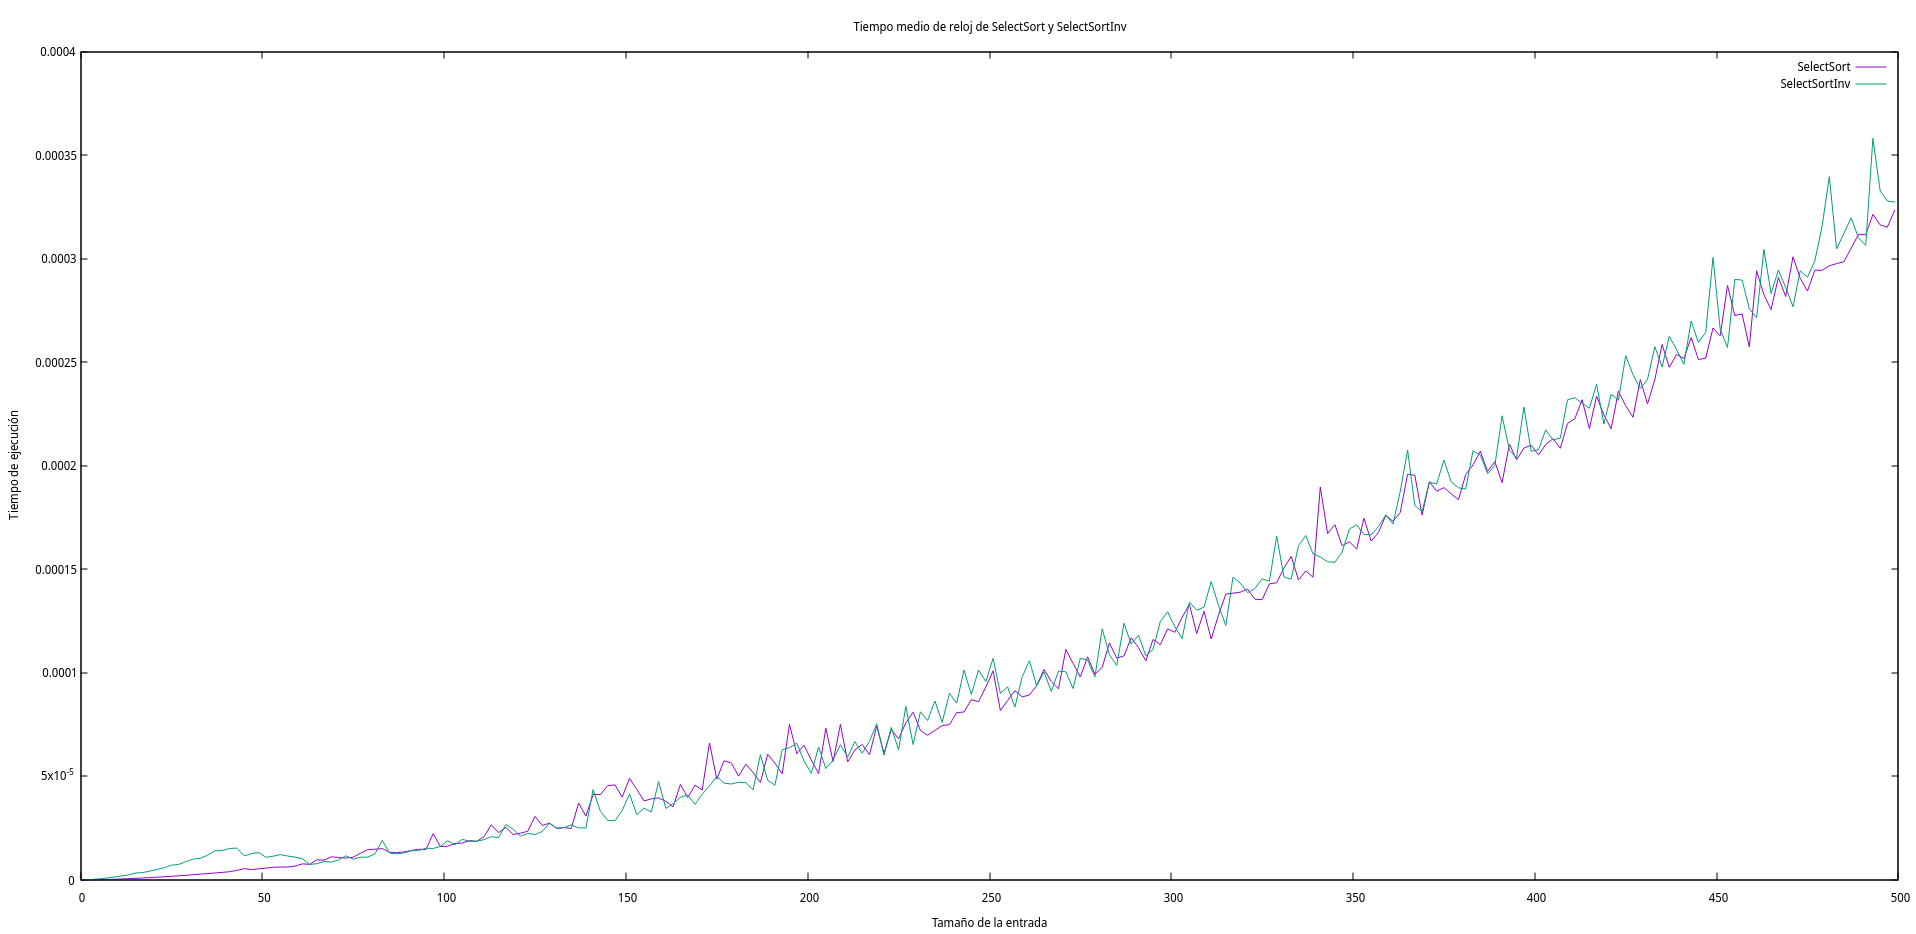 Tiempo medio de reloj de SelectSort y SelectSortInv
SelectSort
SelectSortInv
0.0004
0.00035
0.0003
0.00025
0.0002
0.00015
0.0001
5x10⁻⁵
0
Tiempo de ejecución
0 50 100 150 200 250 300 350 400 450 500
Tamaño de la entrada